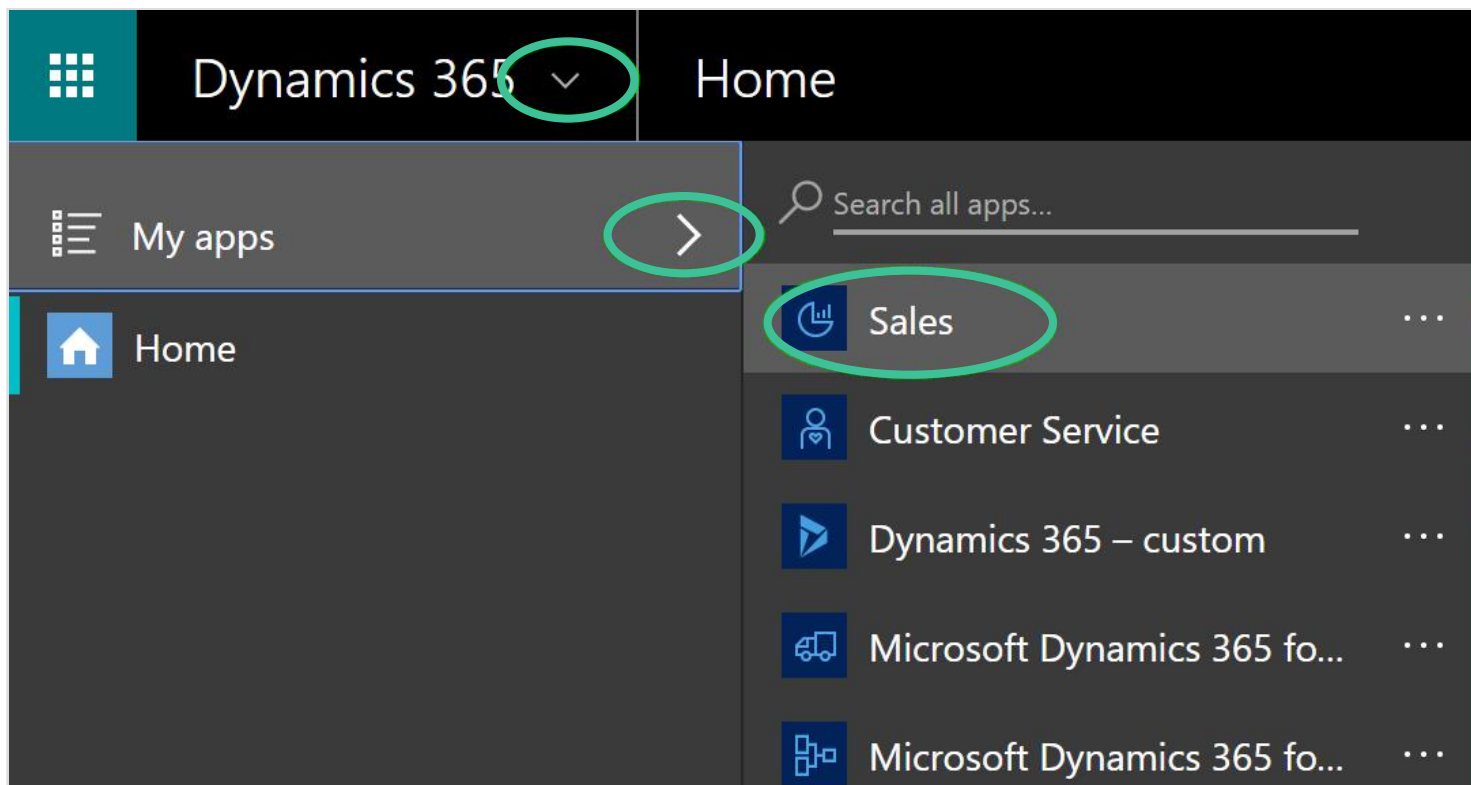 Dynamics 365
Home
My apps
Home
Search all apps...
Sales
Customer Service
Dynamics 365 – custom
Microsoft Dynamics 365 fo...
Microsoft Dynamics 365 fo...